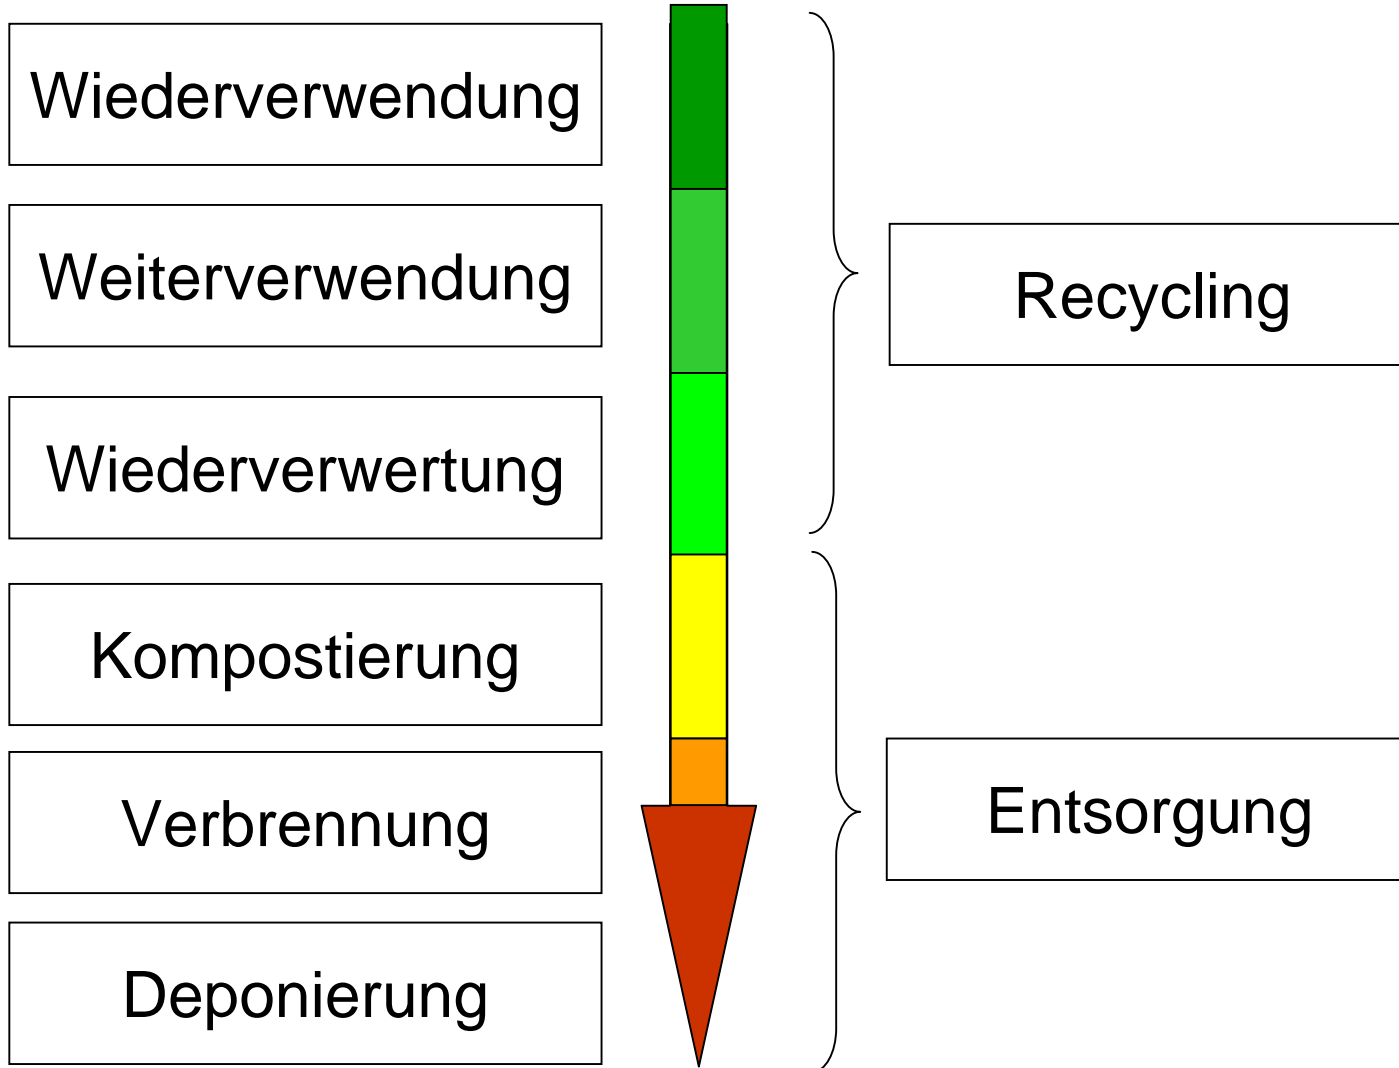 Wiederverwendung
Weiterverwendung
Wiederverwertung
Kompostierung
Verbrennung
Deponierung
Recycling
Entsorgung